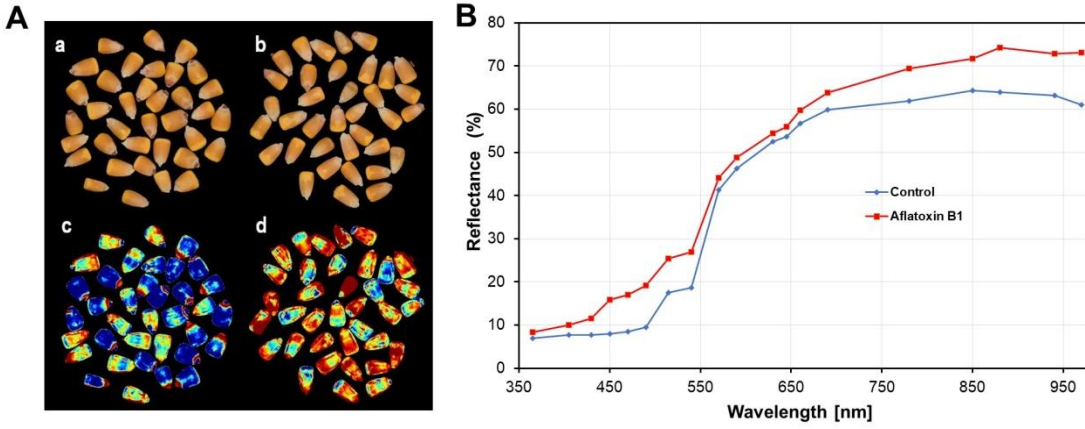 A
a
b
c
d
B
80
70
60
50
40
30
20
10
0
Reflectance (%)
Control
Aflatoxin B1
350 450 550 650 750 850 950
Wavelength [nm]